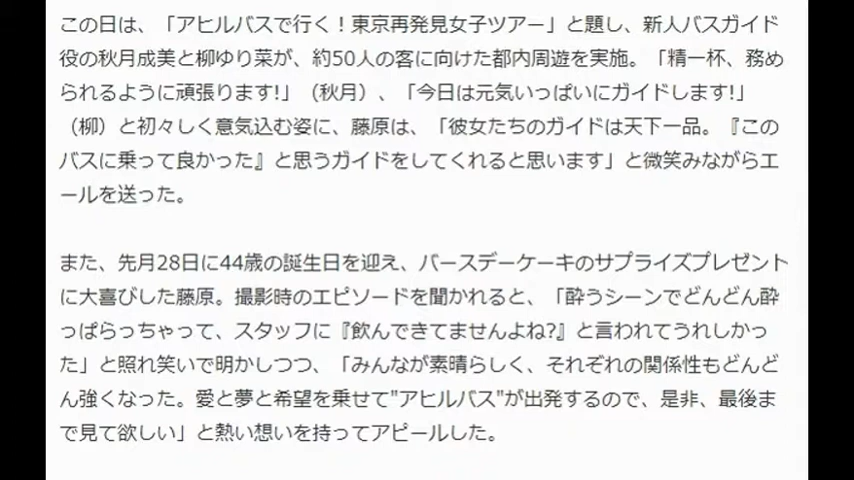 この日は、「アヒルバスで行く！東京再発見女子ツアー」と題し、新人バスガイド
役の秋月成美と柳ゆり菜が、約50人の客に向けた都内周遊を実施。「精一杯、務め
られるように頑張ります!」（秋月）、「今日は元気いっぱいにガイドします!」
（柳）と初々しく意気込む姿に、藤原は、「彼女たちのガイドは天下一品。『この
バスに乗って良かった』と思うガイドをしてくれると思います」と微笑みながらエ
ールを送った。
また、先月28日に44歳の誕生日を迎え、バースデーケーキのサプライズプレゼント
に大喜びした藤原。撮影時のエピソードを聞かれると、「酔うシーンでどんどん酔
っぱらっちゃって、スタッフに『飲んできてませんよね?』と言われてうれしかっ
た」と照れ笑いで明かしつつ、「みんなが素晴らしく、それぞれの関係性もどんど
ん強くなった。愛と夢と希望を乗せて"アヒルバス"が出発するので、是非、最後ま
で見て欲しい」と熱い想いを持ってアピールした。